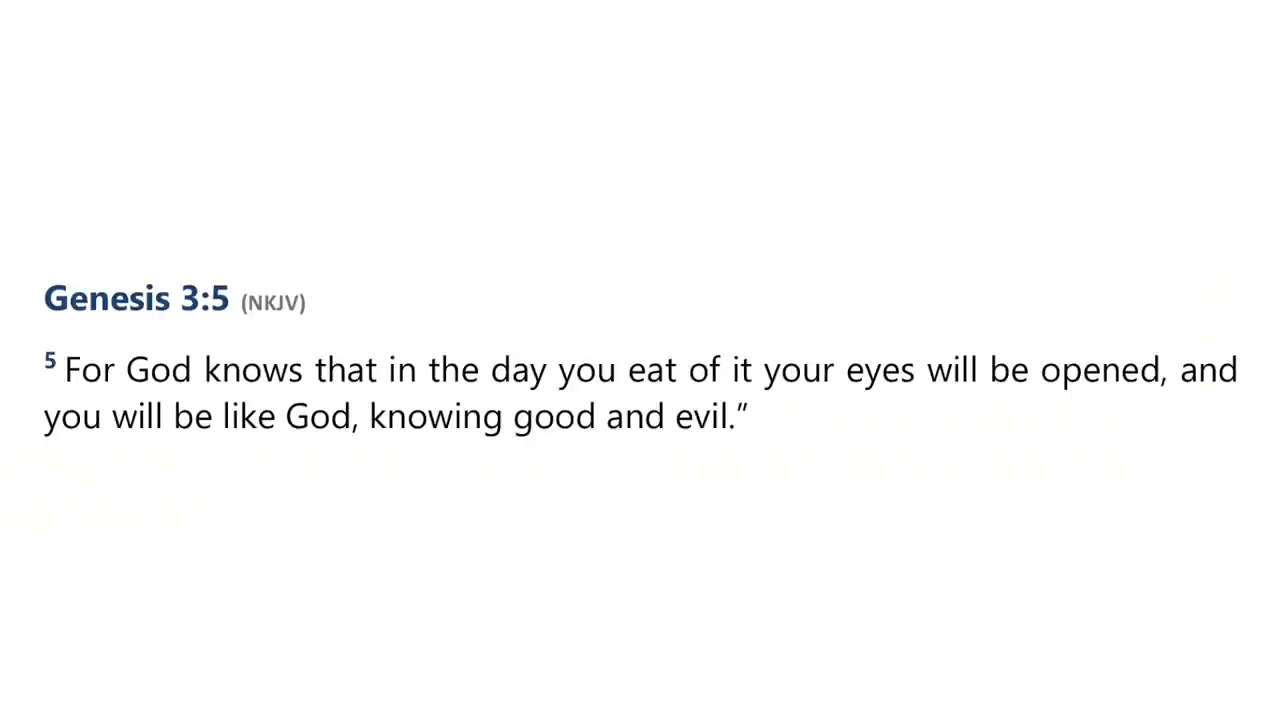 Genesis 3:5 (NKJV)
5 For God knows that in the day you eat of it your eyes will be opened, and
you will be like God, knowing good and evil.”